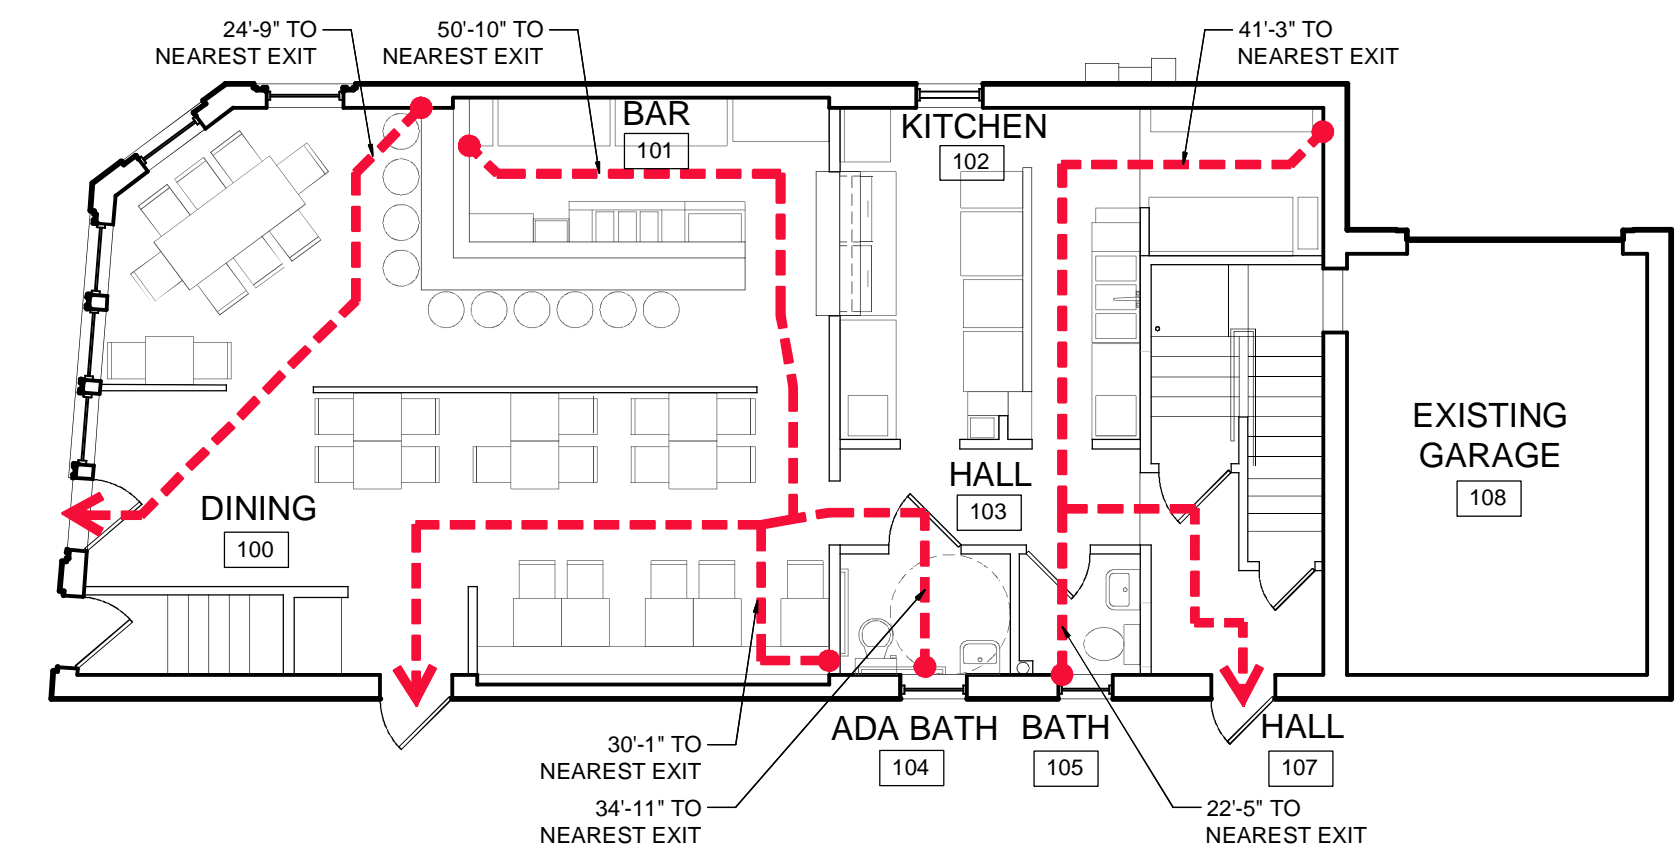 24'-9" TO
NEAREST EXIT
50'-10" TO
NEAREST EXIT
41'-3" TO
NEAREST EXIT
BAR
101
KITCHEN
102
EXISTING
GARAGE
108
HALL
103
DINING
100
ADA BATH
104
BATH
105
HALL
107
30'-1" TO
NEAREST EXIT
34'-11" TO
NEAREST EXIT
22'-5" TO
NEAREST EXIT